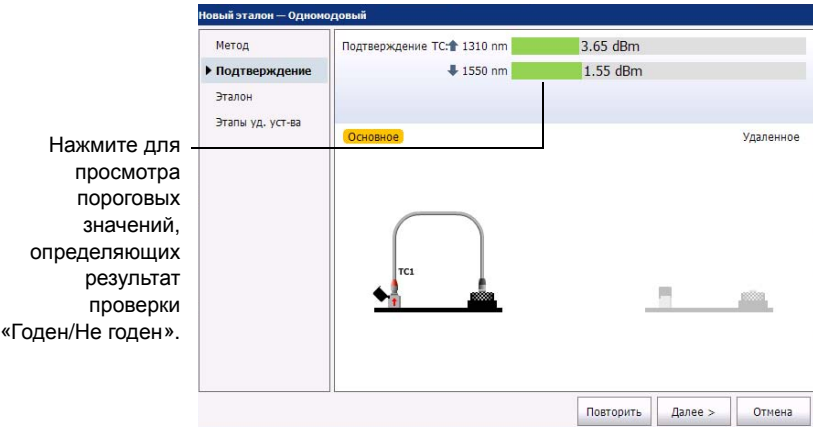 Новый эталон — Одномодовый
Метод
Подтверждение
Эталон
Этапы уд. уст-ва
Подтверждение ТС: 1310 nm 3.65 dBm
1550 nm 1.55 dBm
Основное
Удаленное
TC1
Нажмите для
просмотра
пороговых
значений,
определяющих
результат
проверки
«Годен/Не годен».
Повторить
Далее >
Отмена